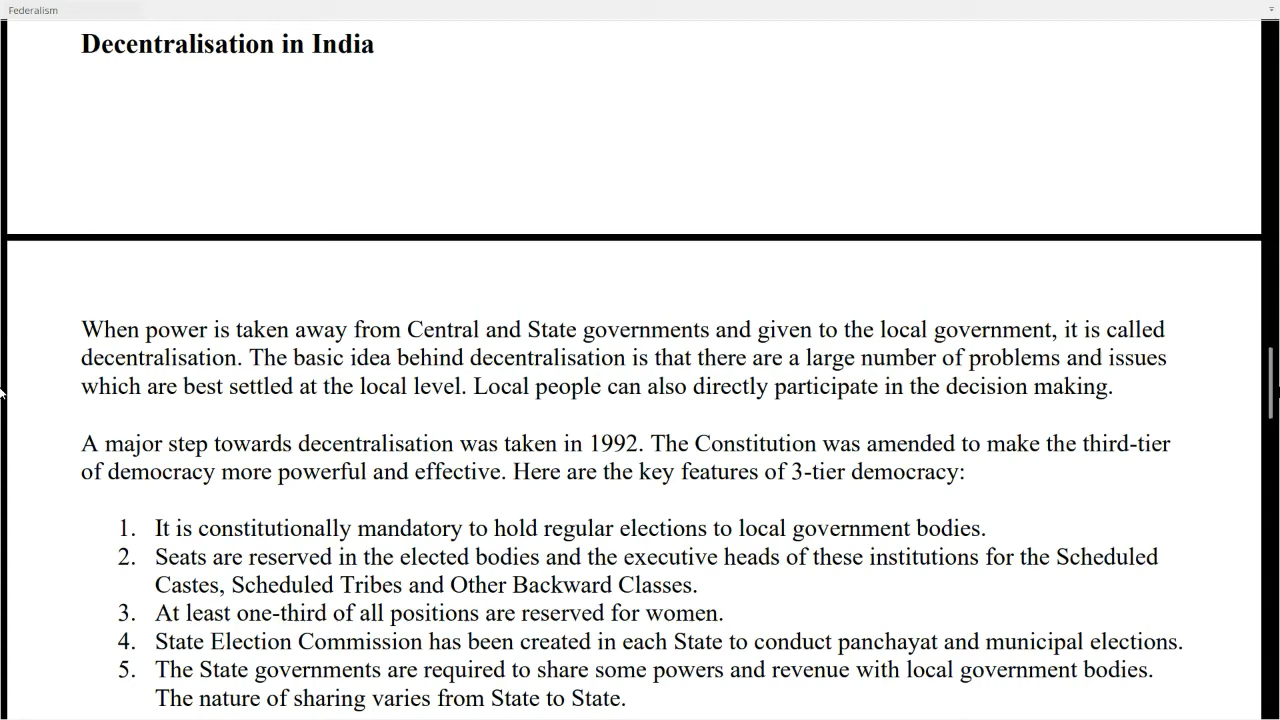 Federalism
Decentralisation in India
When power is taken away from Central and State governments and given to the local government, it is called
decentralisation. The basic idea behind decentralisation is that there are a large number of problems and issues
which are best settled at the local level. Local people can also directly participate in the decision making.
A major step towards decentralisation was taken in 1992. The Constitution was amended to make the third-tier
of democracy more powerful and effective. Here are the key features of 3-tier democracy:
1. It is constitutionally mandatory to hold regular elections to local government bodies.
2. Seats are reserved in the elected bodies and the executive heads of these institutions for the Scheduled
Castes, Scheduled Tribes and Other Backward Classes.
3. At least one-third of all positions are reserved for women.
4. State Election Commission has been created in each State to conduct panchayat and municipal elections.
5. The State governments are required to share some powers and revenue with local government bodies.
The nature of sharing varies from State to State.